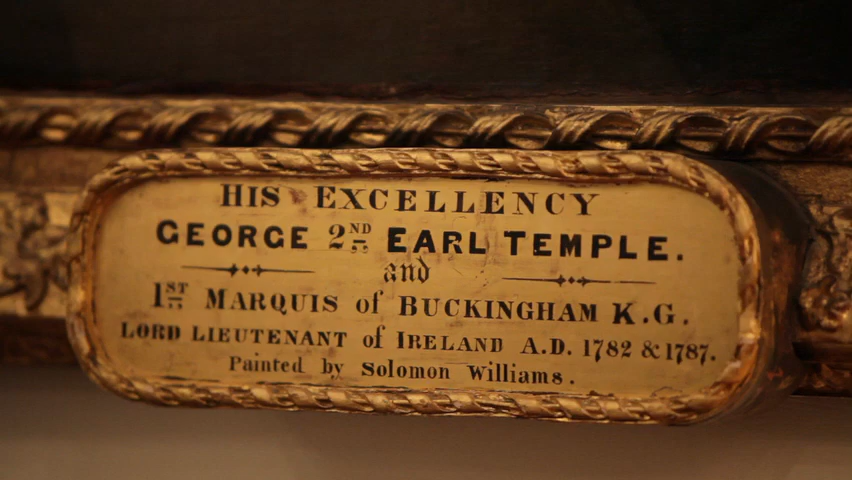 HIS EXCELLENCY
GEORGE 2ND EARL TEMPLE.
and
1ST MARQUIS of BUCKINGHAM K.G.
LORD LIEUTENANT of IRELAND A.D. 1782 & 1787.
Painted by Solomon Williams.